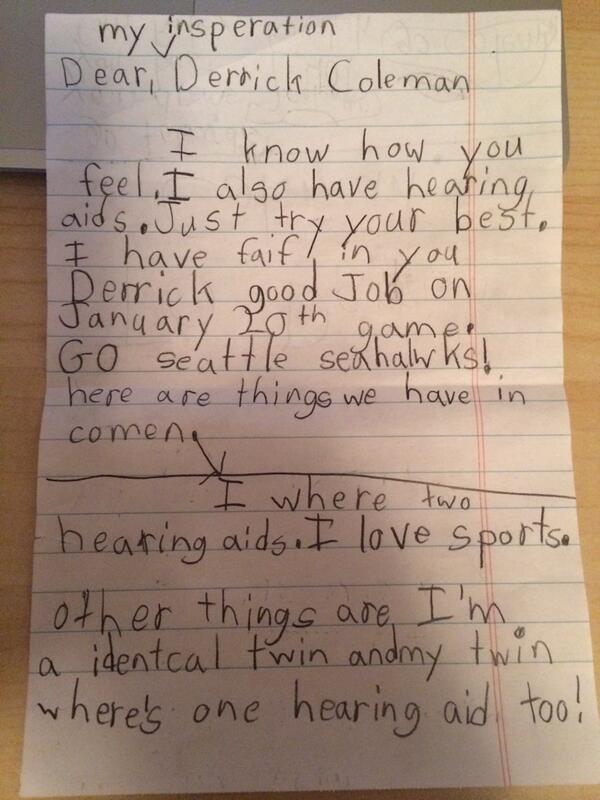 my insperation
Dear, Derrick Coleman
I know how you
feel. I also have hearing
aids. Just try your best.
I have faif in you
Derrick good Job on
January 20th game.
GO seattle seahalwks!
here are things we have in
comen.
I where two
hearing aids. I love sports.
other things are I'm
a identcal twin andmy twin
where's one hearing aid too!